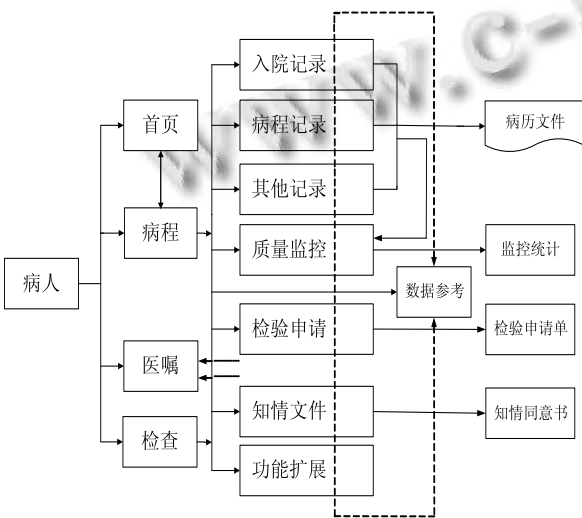 入院记录
首页
病程记录
病历文件
其他记录
病程
质量监控
监控统计
病人
数据参考
检验申请
检验申请单
医嘱
知情文件
知情同意书
检查
功能扩展
www.c-